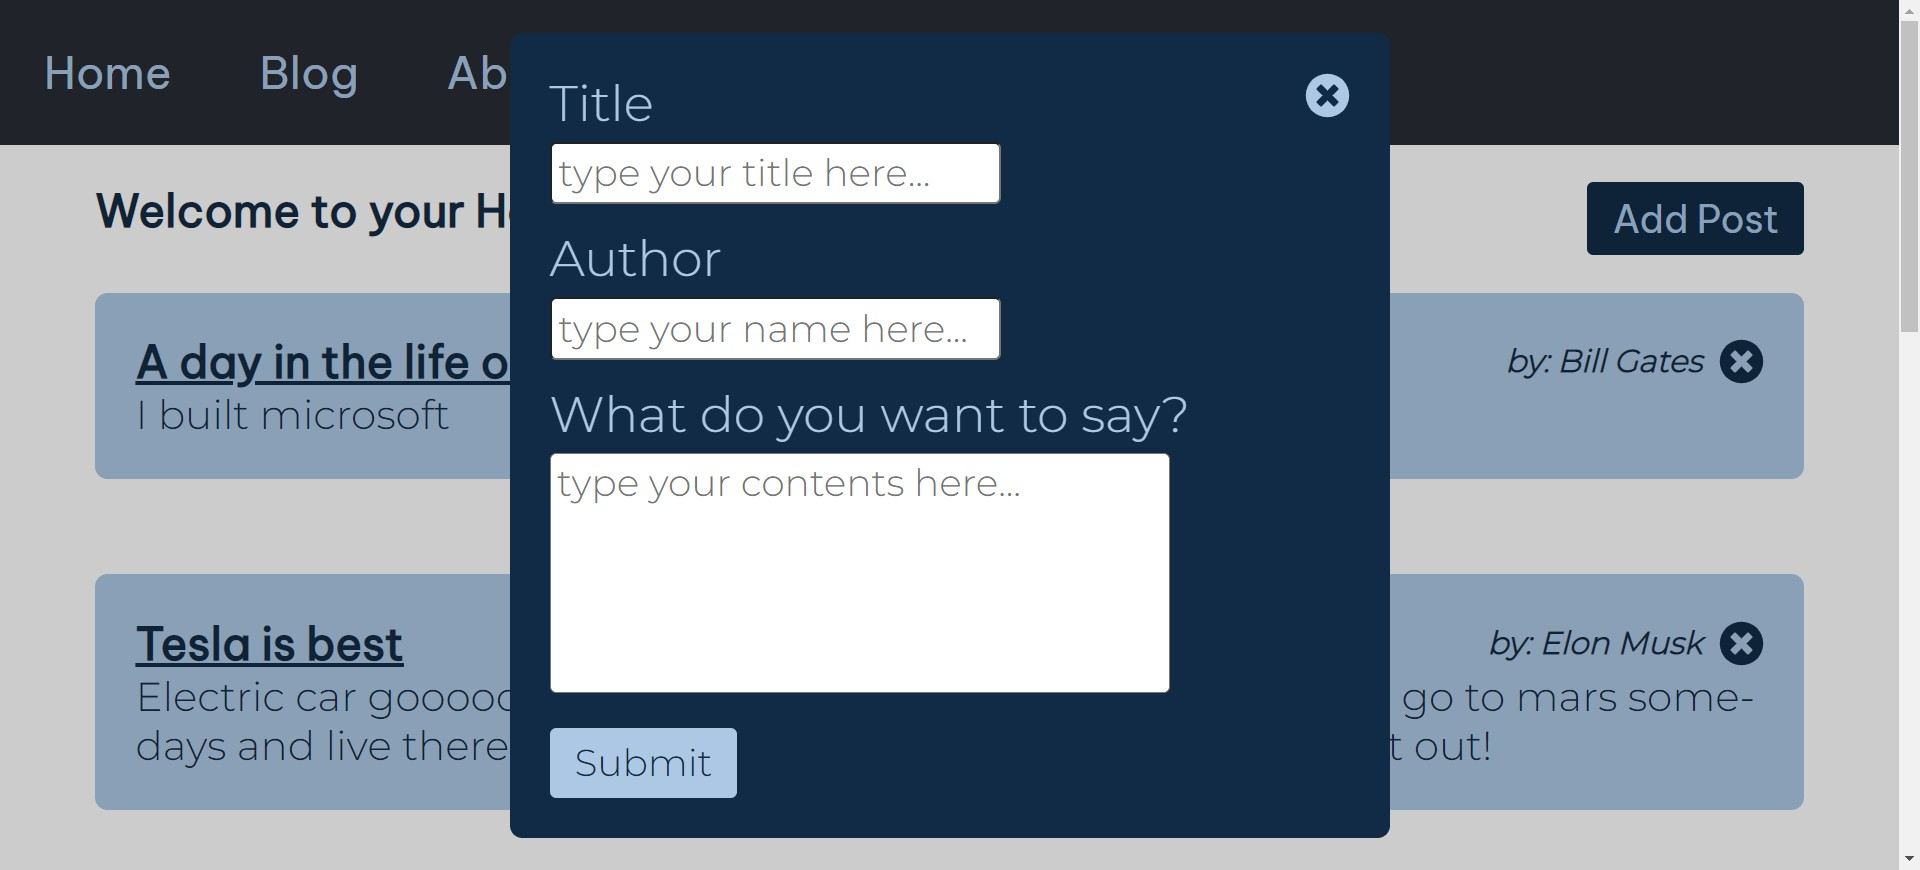 Home Blog Ab
Title
type your title here...
Welcome to your H
Add Post
Author
type your name here...
A day in the life o
by: Bill Gates
I built microsoft
What do you want to say?
type your contents here...
Tesla is best
by: Elon Musk
Electric car gooooo go to mars some-
days and live there t out!
Submit